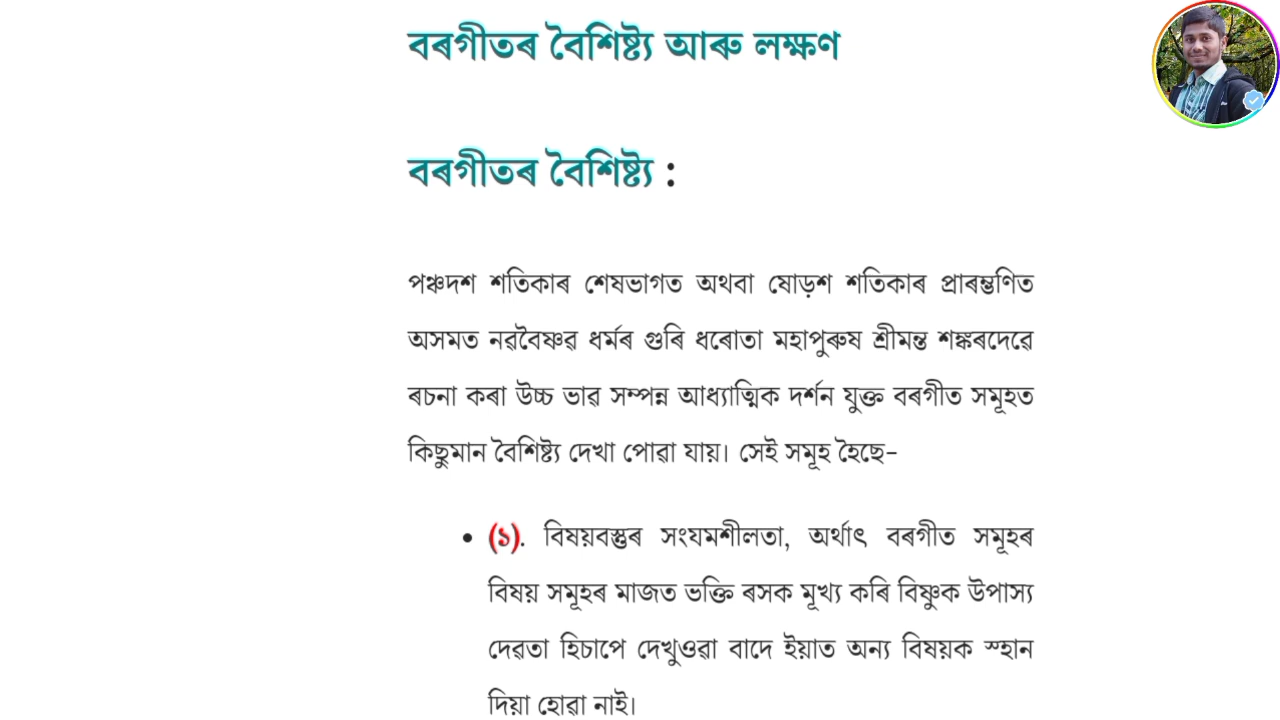 বৰগীতৰ বৈশিষ্ট্য আৰু লক্ষণ
বৰগীতৰ বৈশিষ্ট্য :
পঞ্চদশ শতিকাৰ শেষভাগত অথবা ষোড়শ শতিকাৰ প্ৰাৰম্ভণিত
অসমত নৱবৈষ্ণৱ ধৰ্মৰ গুৰি ধৰোতা মহাপুৰুষ শ্ৰীমন্ত শঙ্কৰদেৱে
ৰচনা কৰা উচ্চ ভাৱ সম্পন্ন আধ্যাত্মিক দৰ্শন যুক্ত বৰগীত সমূহত
কিছুমান বৈশিষ্ট্য দেখা পোৱা যায়। সেই সমূহ হৈছে-
• (১). বিষয়বস্তুৰ সংযমশীলতা, অৰ্থাৎ বৰগীত সমূহৰ
বিষয় সমূহৰ মাজত ভক্তি ৰসক মূখ্য কৰি বিষ্ণুক উপাস্য
দেৱতা হিচাপে দেখুওৱা বাদে ইয়াত অন্য বিষয়ক স্হান
দিয়া হোৱা নাই।